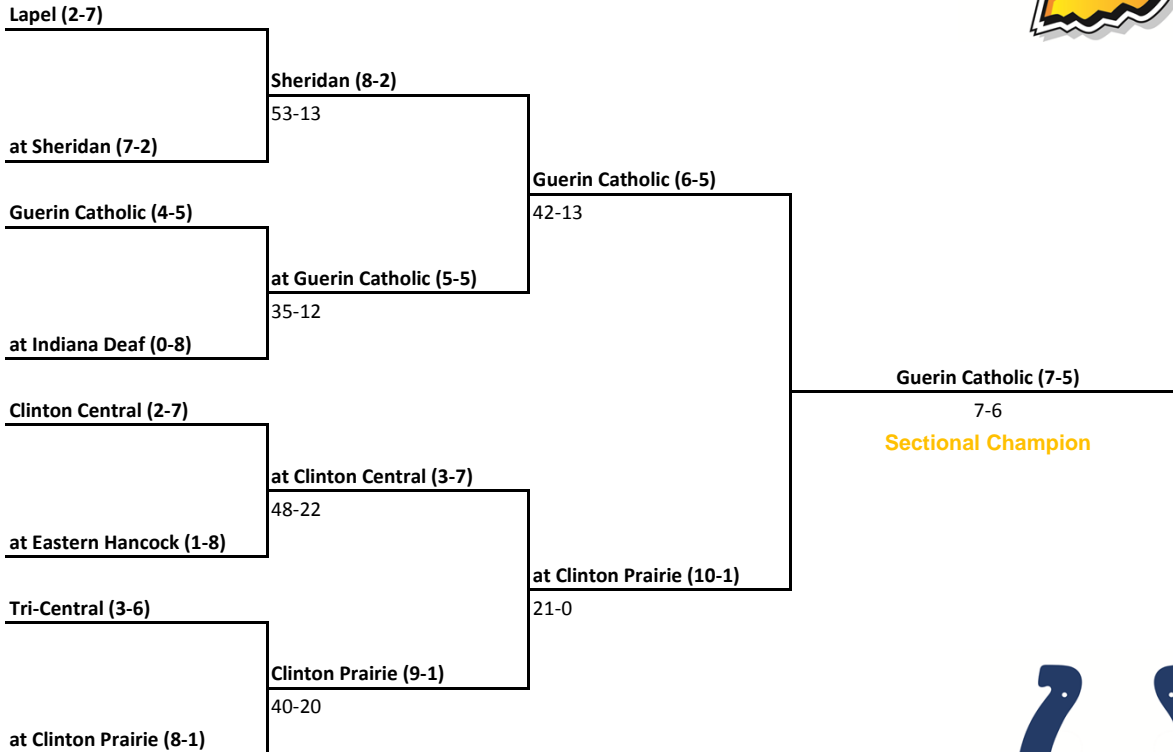 Lapel (2-7)
Sheridan (8-2)
53-13
at Sheridan (7-2)
Guerin Catholic (6-5)
42-13
Guerin Catholic (4-5)
at Guerin Catholic (5-5)
35-12
at Indiana Deaf (0-8)
Guerin Catholic (7-5)
7-6
Sectional Champion
Clinton Central (2-7)
at Clinton Central (3-7)
48-22
at Eastern Hancock (1-8)
at Clinton Prairie (10-1)
21-0
Tri-Central (3-6)
Clinton Prairie (9-1)
40-20
at Clinton Prairie (8-1)